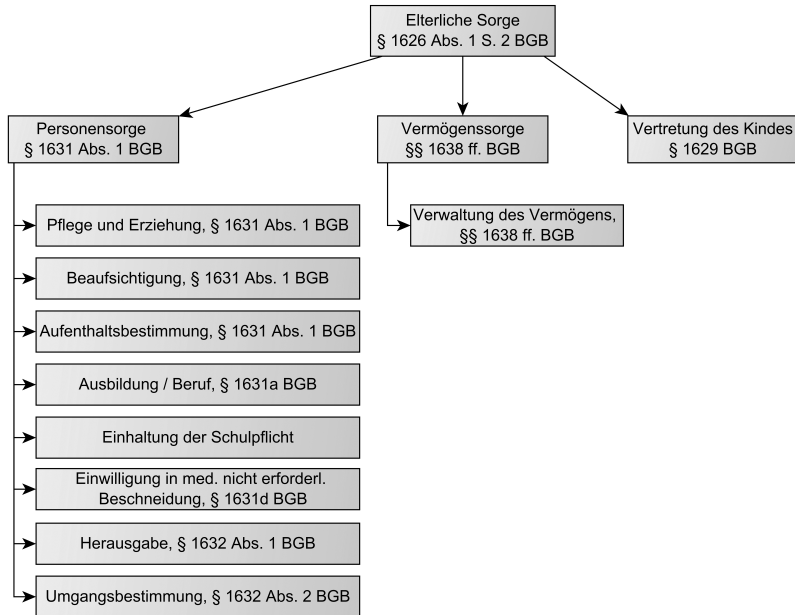 Elterliche Sorge
§ 1626 Abs. 1 S. 2 BGB
Personensorge
§ 1631 Abs. 1 BGB
Vermögenssorge
§§ 1638 ff. BGB
Vertretung des Kindes
§ 1629 BGB
Pflege und Erziehung, § 1631 Abs. 1 BGB
Verwaltung des Vermögens,
§§ 1638 ff. BGB
Beaufsichtigung, § 1631 Abs. 1 BGB
Aufenthaltsbestimmung, § 1631 Abs. 1 BGB
Ausbildung / Beruf, § 1631a BGB
Einhaltung der Schulpflicht
Einwilligung in med. nicht erforderl.
Beschneidung, § 1631d BGB
Herausgabe, § 1632 Abs. 1 BGB
Umgangsbestimmung, § 1632 Abs. 2 BGB